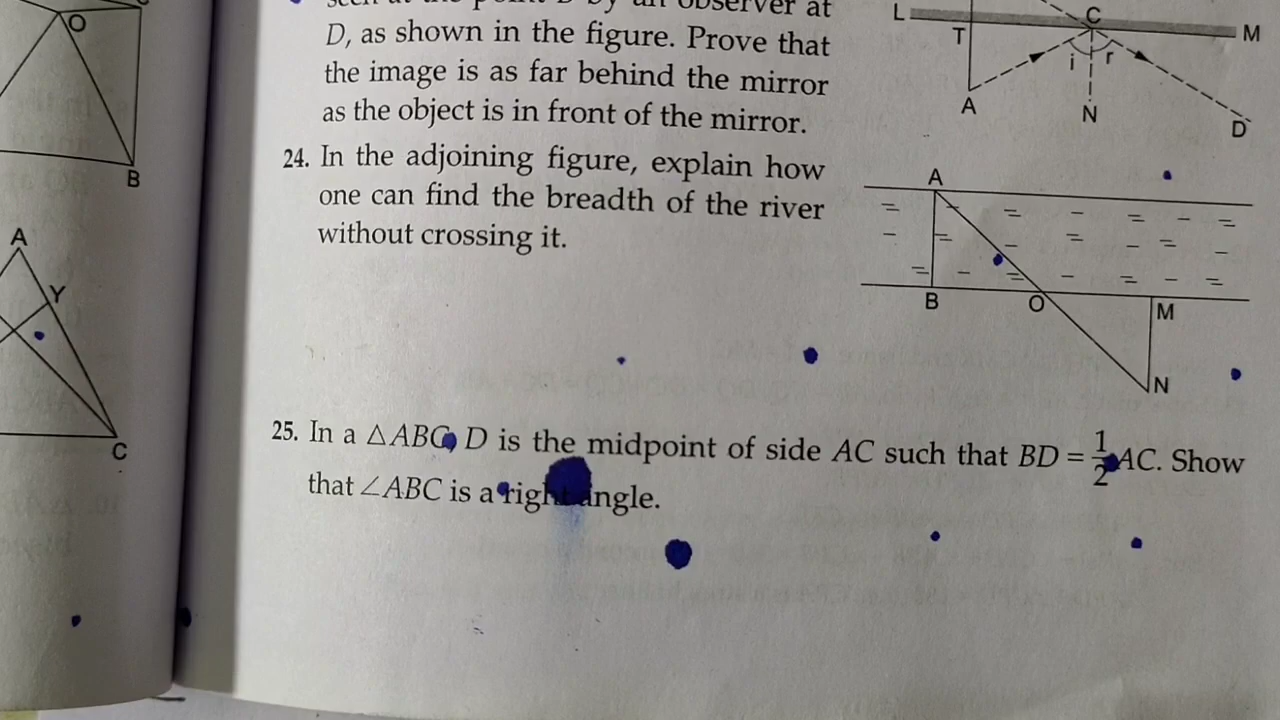 D, as shown in the figure. Prove that
the image is as far behind the mirror
as the object is in front of the mirror.
L
C
M
T
i
r
A
N
D
24. In the adjoining figure, explain how
one can find the breadth of the river
without crossing it.
A
B
O
M
N
25. In a △ABC, D is the midpoint of side AC such that BD = 1/2 AC. Show
that ∠ABC is a right angle.
O
B
A
Y
C